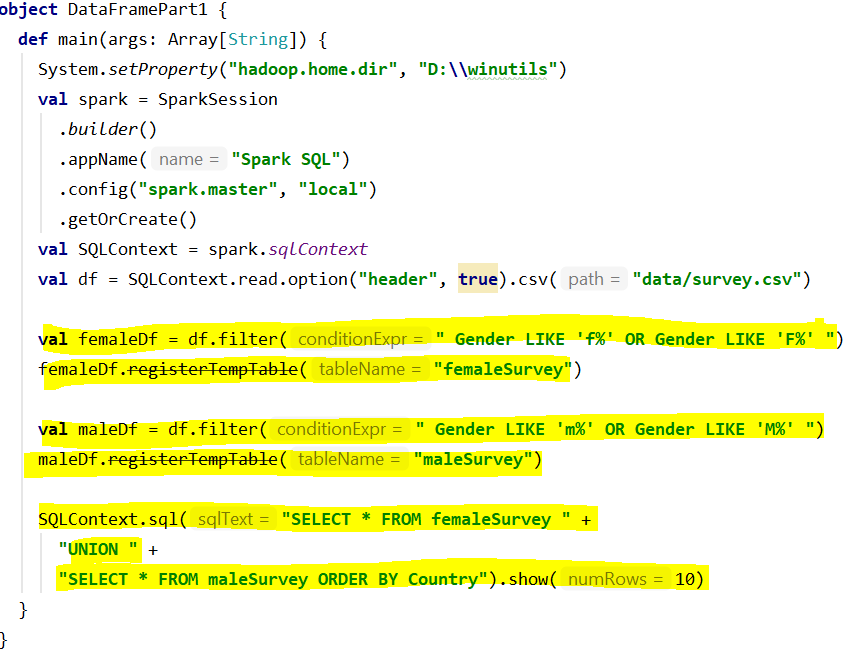 object DataFramePart1 {
def main(args: Array[String]) {
System.setProperty("hadoop.home.dir", "D:\\winutils")
val spark = SparkSession
.builder()
.appName( name = "Spark SQL")
.config("spark.master", "local")
.getOrCreate()
val SQLContext = spark.sqlContext
val df = SQLContext.read.option("header", true).csv( path = "data/survey.csv")
val femaleDf = df.filter( conditionExpr = " Gender LIKE 'f%' OR Gender LIKE 'F%' ")
femaleDf.registerTempTable( tableName = "femaleSurvey")
val maleDf = df.filter( conditionExpr = " Gender LIKE 'm%' OR Gender LIKE 'M%' ")
maleDf.registerTempTable( tableName = "maleSurvey")
SQLContext.sql( sqlText = "SELECT * FROM femaleSurvey " +
"UNION " +
"SELECT * FROM maleSurvey ORDER BY Country").show( numRows = 10)
}
}